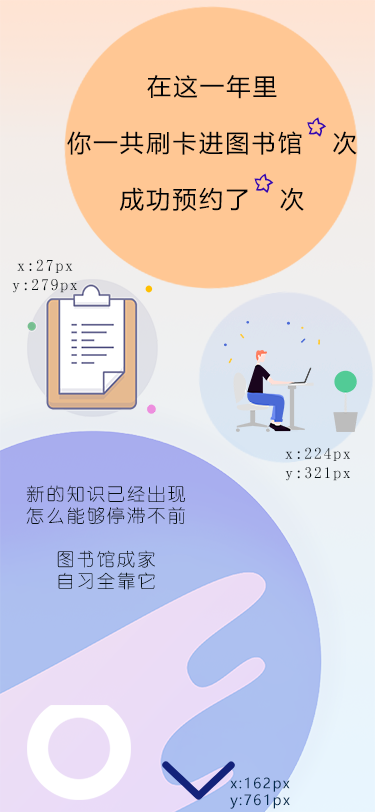 在这一年里
你一共刷卡进图书馆 次
成功预约了 次
x:27px
y:279px
x:224px
y:321px
新的知识已经出现
怎么能够停滞不前
图书馆成家
自习全靠它
x:162px
y:761px